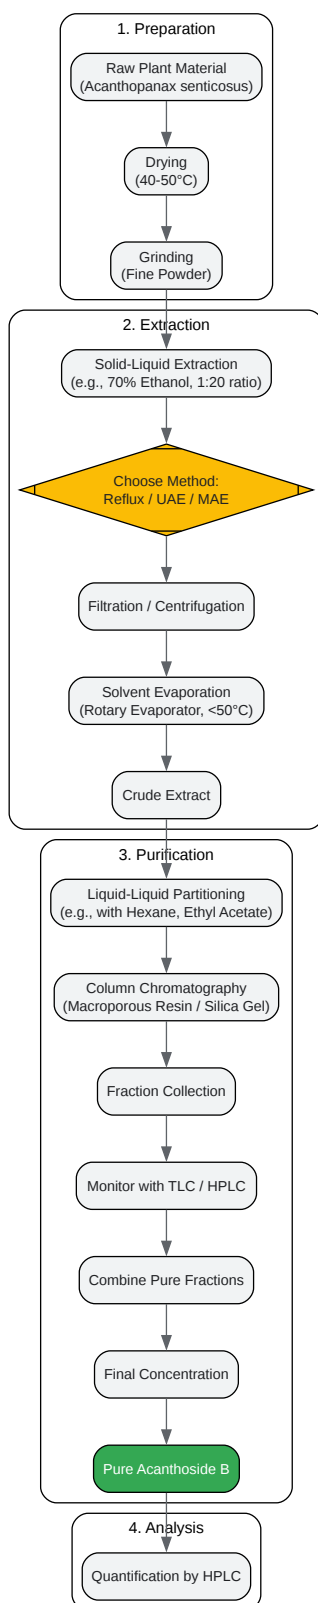 1. Preparation
Raw Plant Material
(Acanthopanax senticosus)
Drying
(40-50°C)
Grinding
(Fine Powder)
2. Extraction
Solid-Liquid Extraction
(e.g., 70% Ethanol, 1:20 ratio)
Choose Method:
Reflux / UAE / MAE
Filtration / Centrifugation
Solvent Evaporation
(Rotary Evaporator, <50°C)
Crude Extract
3. Purification
Liquid-Liquid Partitioning
(e.g., with Hexane, Ethyl Acetate)
Column Chromatography
(Macroporous Resin / Silica Gel)
Fraction Collection
Monitor with TLC / HPLC
Combine Pure Fractions
Final Concentration
Pure Acanthoside B
4. Analysis
Quantification by HPLC